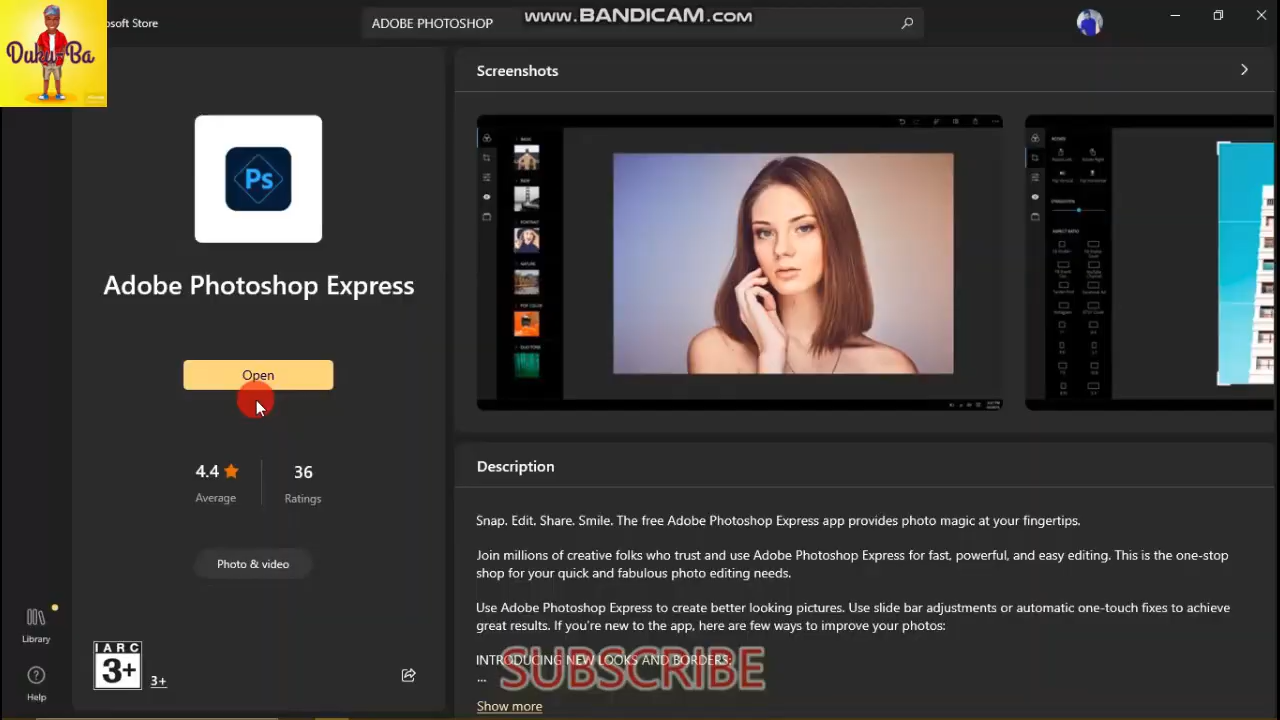 Duku-Ba
osoft Store
ADOBE PHOTOSHOP
www.BANDICAM.com
Screenshots
Ps
Adobe Photoshop Express
Open
4.4
36
Average
Ratings
Photo & video
Library
Help
IARC
3+
3+
Description
Snap. Edit. Share. Smile. The free Adobe Photoshop Express app provides photo magic at your fingertips.
Join millions of creative folks who trust and use Adobe Photoshop Express for fast, powerful, and easy editing. This is the one-stop
shop for your quick and fabulous photo editing needs.
Use Adobe Photoshop Express to create better looking pictures. Use slide bar adjustments or automatic one-touch fixes to achieve
great results. If you're new to the app, here are few ways to improve your photos:
INTRODUCING NEW LOOKS AND BORDERS:
...
SUBSCRIBE
Show more